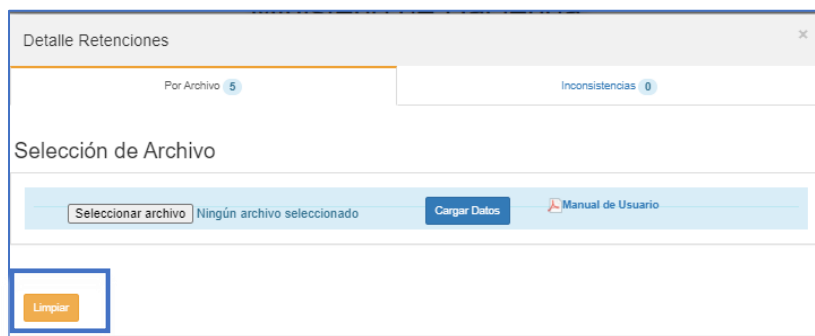 Detalle Retenciones ×
Por Archivo 5 Inconsistencias 0
Selección de Archivo
Seleccionar archivo Ningún archivo seleccionado Cargar Datos Manual de Usuario
Limpiar